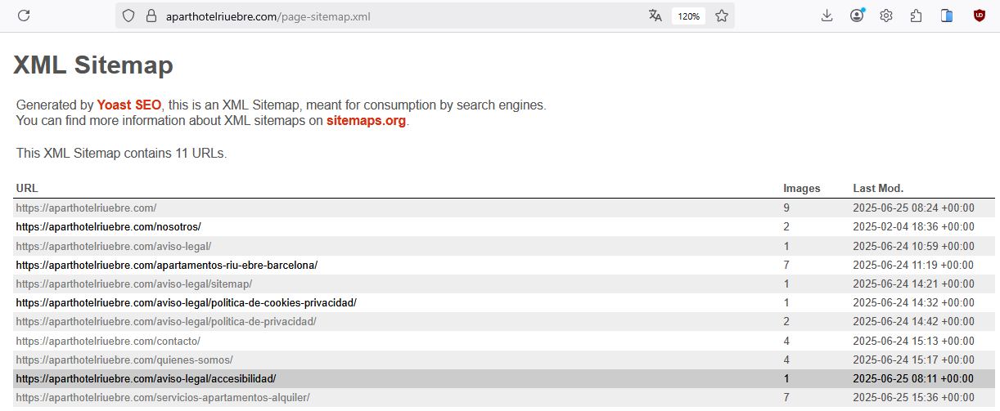 aparthotelriuebre.com/page-sitemap.xml 120%
XML Sitemap
Generated by Yoast SEO, this is an XML Sitemap, meant for consumption by search engines.
You can find more information about XML sitemaps on sitemaps.org.
This XML Sitemap contains 11 URLs.
URL Images Last Mod.
https://aparthotelriuebre.com/ 9 2025-06-25 08:24 +00:00
https://aparthotelriuebre.com/nosotros/ 2 2025-02-04 18:36 +00:00
https://aparthotelriuebre.com/aviso-legal/ 1 2025-06-24 10:59 +00:00
https://aparthotelriuebre.com/apartamentos-riu-ebre-barcelona/ 7 2025-06-24 11:19 +00:00
https://aparthotelriuebre.com/aviso-legal/sitemap/ 1 2025-06-24 14:21 +00:00
https://aparthotelriuebre.com/aviso-legal/politica-de-cookies-privacidad/ 1 2025-06-24 14:32 +00:00
https://aparthotelriuebre.com/aviso-legal/politica-de-privacidad/ 2 2025-06-24 14:42 +00:00
https://aparthotelriuebre.com/contacto/ 4 2025-06-24 15:13 +00:00
https://aparthotelriuebre.com/quienes-somos/ 4 2025-06-24 15:17 +00:00
https://aparthotelriuebre.com/aviso-legal/accesibilidad/ 1 2025-06-25 08:11 +00:00
https://aparthotelriuebre.com/servicios-apartamentos-alquiler/ 7 2025-06-25 15:36 +00:00